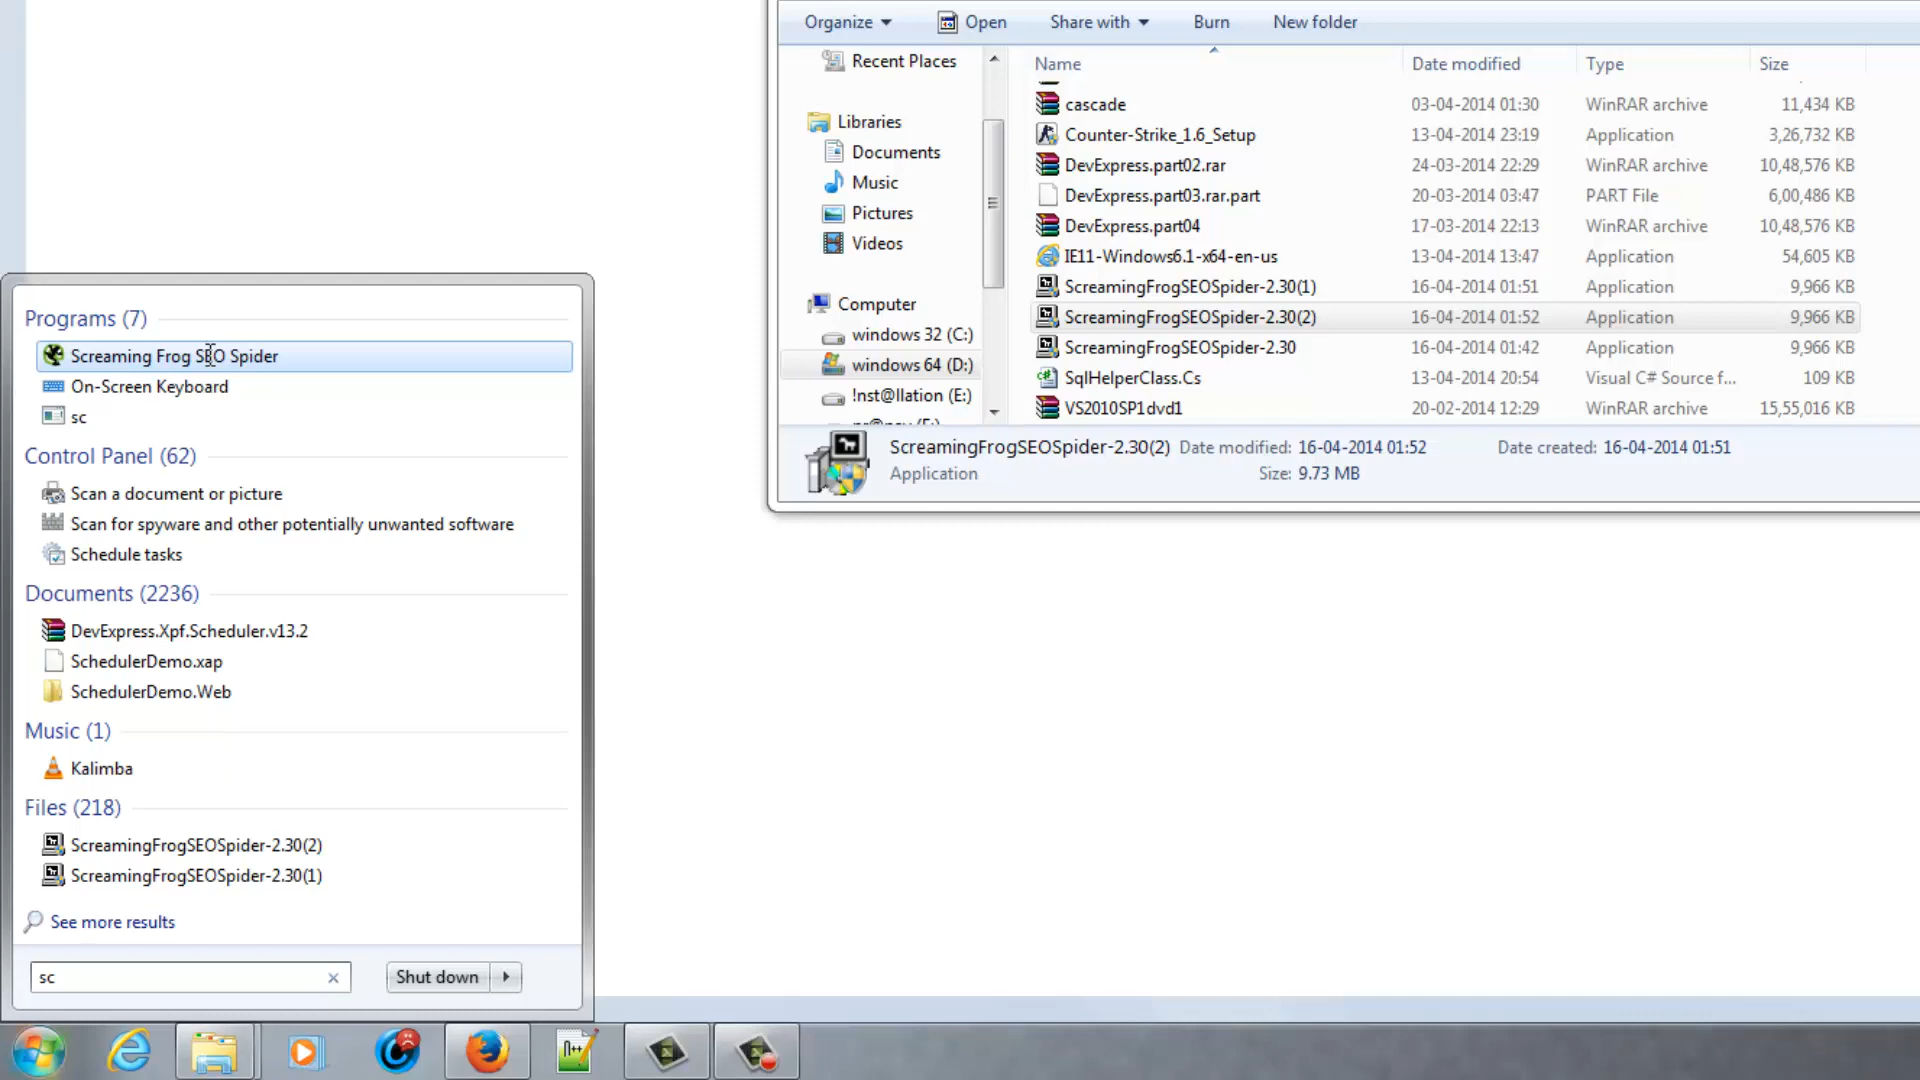 Organize Open Share with Burn New folder
Recent Places
Libraries
Documents
Music
Pictures
Videos
Computer
windows 32 (C:)
windows 64 (D:)
!nst@llation (E:)
Name Date modified Type Size
cascade 03-04-2014 01:30 WinRAR archive 11,434 KB
Counter-Strike_1.6_Setup 13-04-2014 23:19 Application 3,26,732 KB
DevExpress.part02.rar 24-03-2014 22:29 WinRAR archive 10,48,576 KB
DevExpress.part03.rar.part 20-03-2014 03:47 PART File 6,00,486 KB
DevExpress.part04 17-03-2014 22:13 WinRAR archive 10,48,576 KB
IE11-Windows6.1-x64-en-us 13-04-2014 13:47 Application 54,605 KB
ScreamingFrogSEOSpider-2.30(1) 16-04-2014 01:51 Application 9,966 KB
ScreamingFrogSEOSpider-2.30(2) 16-04-2014 01:52 Application 9,966 KB
ScreamingFrogSEOSpider-2.30 16-04-2014 01:42 Application 9,966 KB
SqlHelperClass.Cs 13-04-2014 20:54 Visual C# Source f... 109 KB
VS2010SP1dvd1 20-02-2014 12:29 WinRAR archive 15,55,016 KB
ScreamingFrogSEOSpider-2.30(2) Date modified: 16-04-2014 01:52 Date created: 16-04-2014 01:51
Application Size: 9.73 MB
Programs (7)
Screaming Frog SEO Spider
On-Screen Keyboard
sc
Control Panel (62)
Scan a document or picture
Scan for spyware and other potentially unwanted software
Schedule tasks
Documents (2236)
DevExpress.Xpf.Scheduler.v13.2
SchedulerDemo.xap
SchedulerDemo.Web
Music (1)
Kalimba
Files (218)
ScreamingFrogSEOSpider-2.30(2)
ScreamingFrogSEOSpider-2.30(1)
See more results
sc Shut down